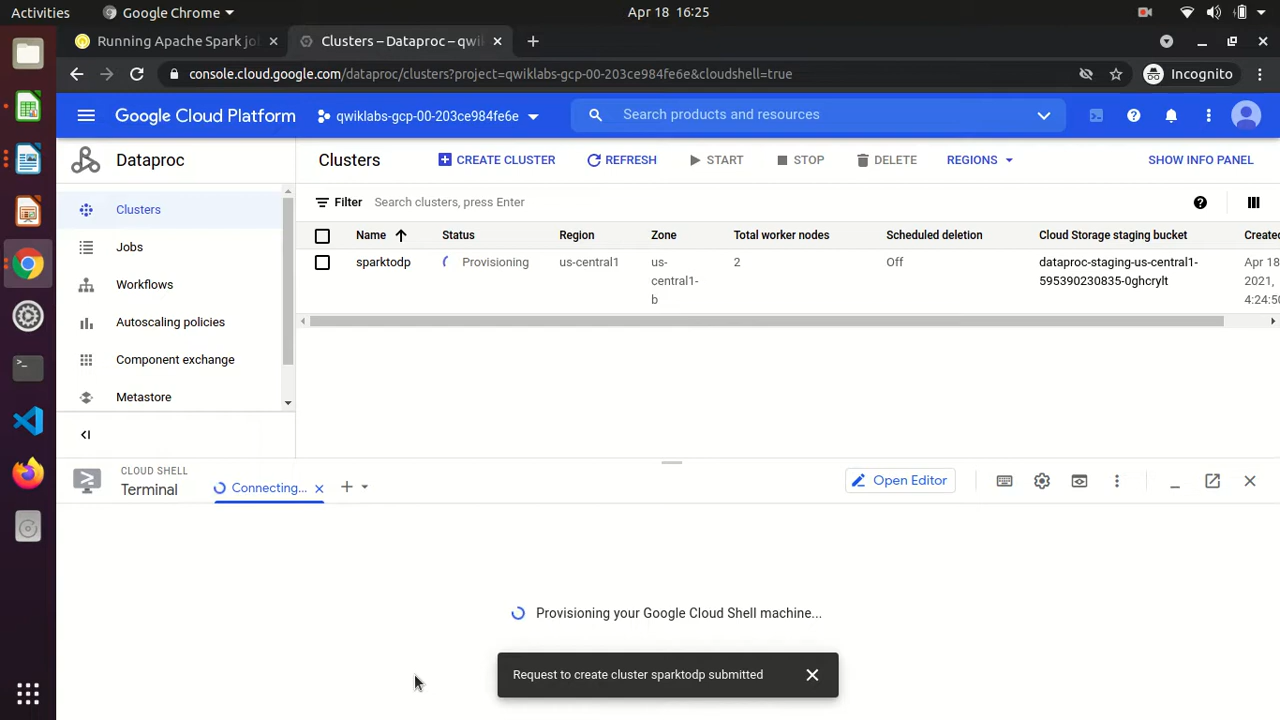 Activities
Google Chrome
Apr 18 16:25
Running Apache Spark jo
Clusters – Dataproc – qwi
console.cloud.google.com/dataproc/clusters?project=qwiklabs-gcp-00-203ce984fe6e&cloudshell=true
Incognito
Google Cloud Platform
qwiklabs-gcp-00-203ce984fe6e
Search products and resources
Dataproc
Clusters
CREATE CLUSTER
REFRESH
START
STOP
DELETE
REGIONS
SHOW INFO PANEL
Clusters
Jobs
Workflows
Autoscaling policies
Component exchange
Metastore
Filter
Search clusters, press Enter
Name
Status
Region
Zone
Total worker nodes
Scheduled deletion
Cloud Storage staging bucket
Create
sparktodp
Provisioning
us-central1
us-
central1-
b
2
Off
dataproc-staging-us-central1-
595390230835-0ghcrylt
Apr 18
2021,
4:24:50
CLOUD SHELL
Terminal
Connecting...
Open Editor
Provisioning your Google Cloud Shell machine...
Request to create cluster sparktodp submitted